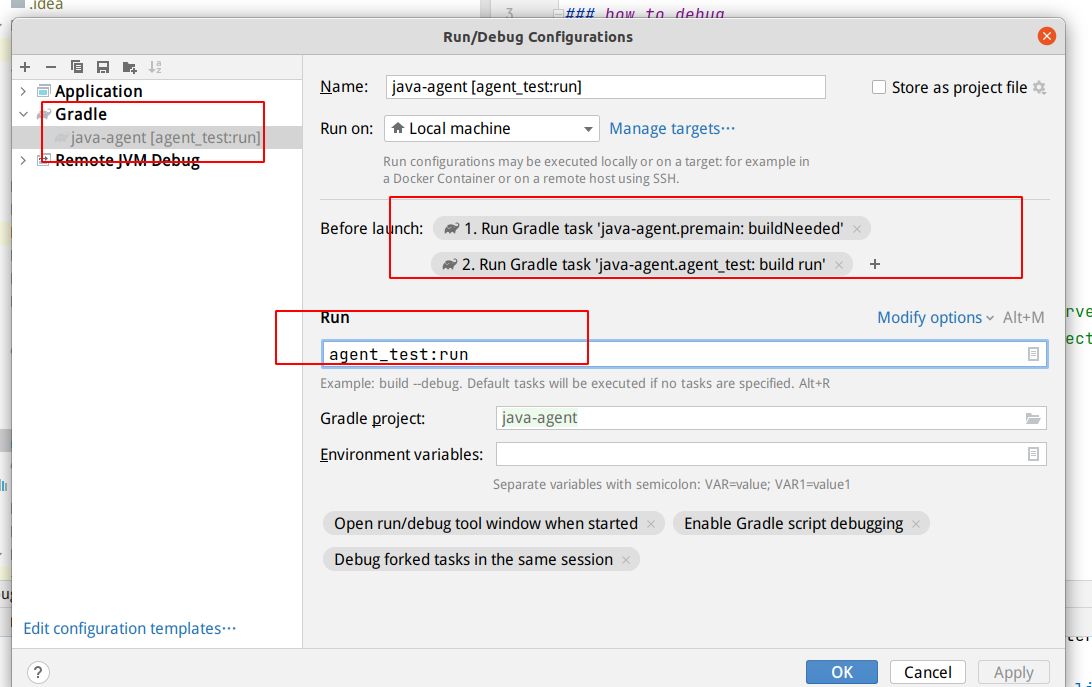 .idea
3 ### how to debug
Run/Debug Configurations
Application
Gradle
java-agent [agent_test:run]
Remote JVM Debug
Edit configuration templates...
Name: java-agent [agent_test:run] Store as project file
Run on: Local machine Manage targets...
Run configurations may be executed locally or on a target: for example in
a Docker Container or on a remote host using SSH.
Before launch: 1. Run Gradle task 'java-agent.premain: buildNeeded' ×
2. Run Gradle task 'java-agent.agent_test: build run' × +
Run Modify options Alt+M
agent_test:run
Example: build --debug. Default tasks will be executed if no tasks are specified. Alt+R
Gradle project: java-agent
Environment variables:
Separate variables with semicolon: VAR=value; VAR1=value1
Open run/debug tool window when started × Enable Gradle script debugging ×
Debug forked tasks in the same session ×
? OK Cancel Apply